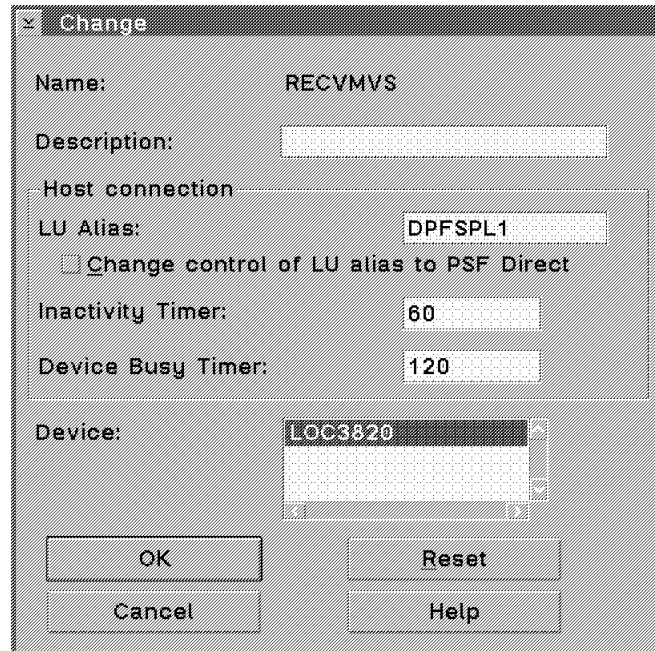 Change
Name: RECVMVS
Description:
Host connection
LU Alias: DPFSPL1
Change control of LU alias to PSF Direct
Inactivity Timer: 60
Device Busy Timer: 120
Device: LOC3820
OK Reset
Cancel Help